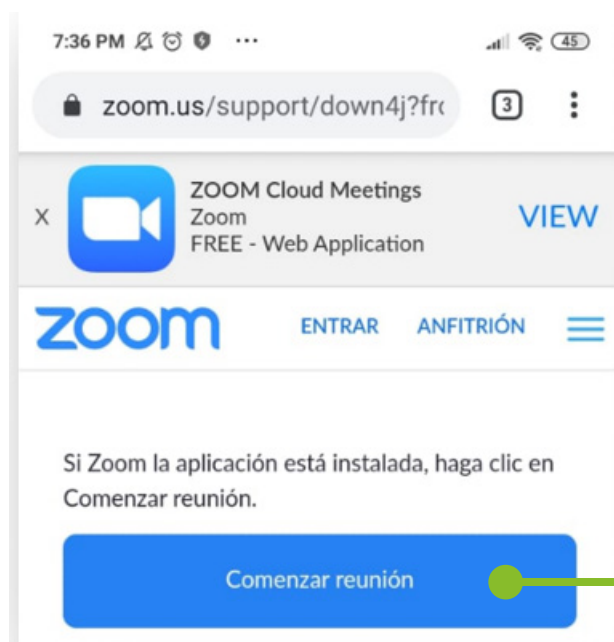 7:36 PM ...
45
zoom.us/support/down4j?fr
3
X
ZOOM Cloud Meetings
Zoom
FREE - Web Application
VIEW
zoom
ENTRAR ANFITRIÓN
Si Zoom la aplicación está instalada, haga clic en
Comenzar reunión.
Comenzar reunión